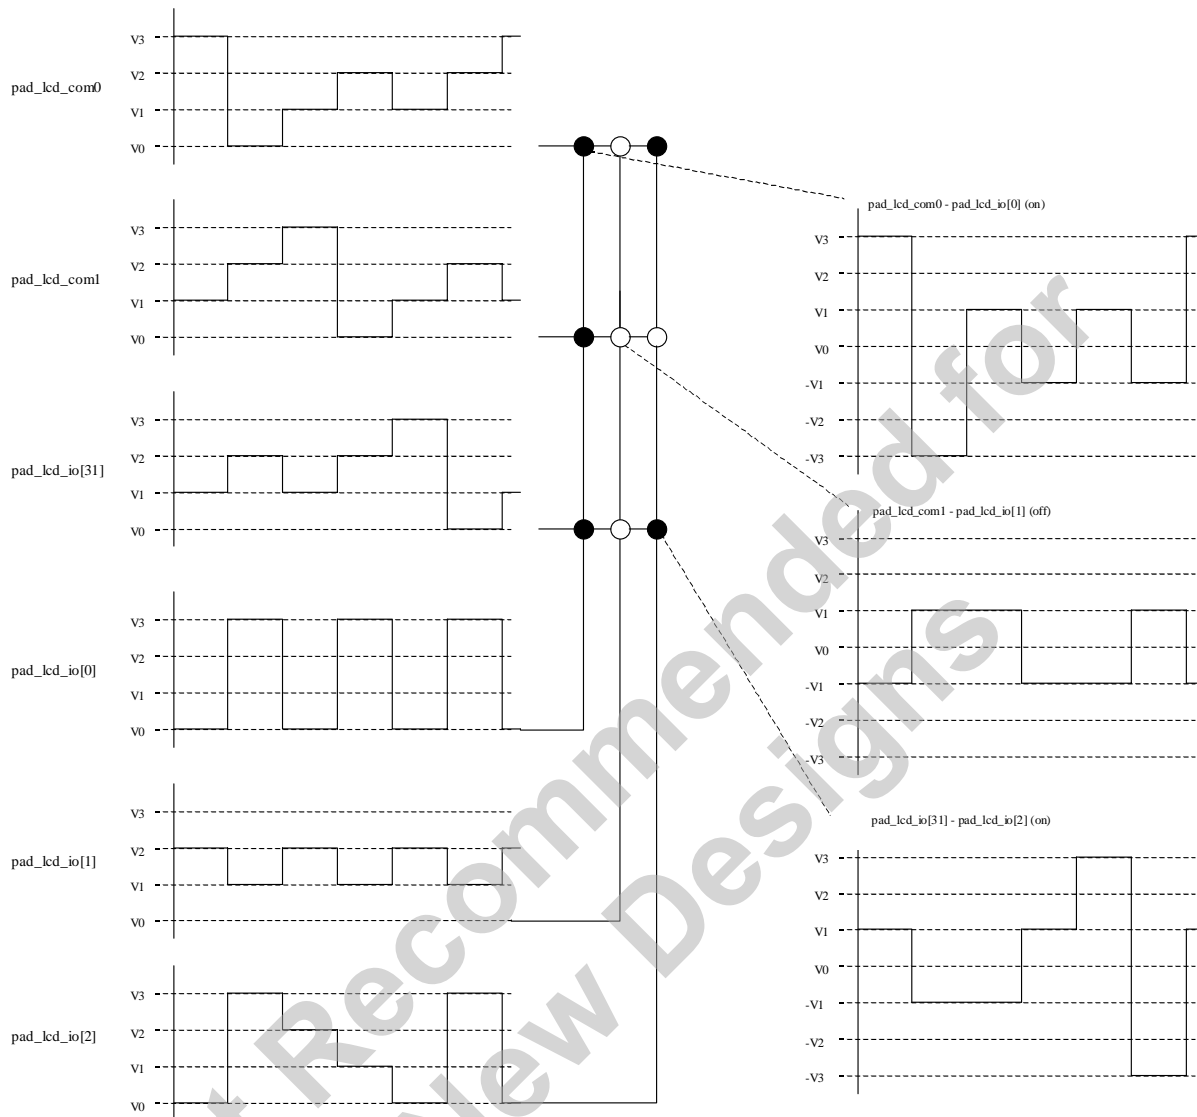 V3
V2
pad_lcd_com0
V1
V0
V3
V2
pad_lcd_com1
V1
V0
V3
V2
pad_lcd_io[31]
V1
V0
V3
V2
pad_lcd_io[0]
V1
V0
V3
V2
pad_lcd_io[1]
V1
V0
V3
V2
pad_lcd_io[2]
V1
V0
pad_lcd_com0 - pad_lcd_io[0] (on)
V3
V2
V1
V0
-V1
-V2
-V3
pad_lcd_com1 - pad_lcd_io[1] (off)
V3
V2
V1
V0
-V1
-V2
-V3
pad_lcd_io[31] - pad_lcd_io[2] (on)
V3
V2
V1
V0
-V1
-V2
-V3
t Recommended for
New Designs